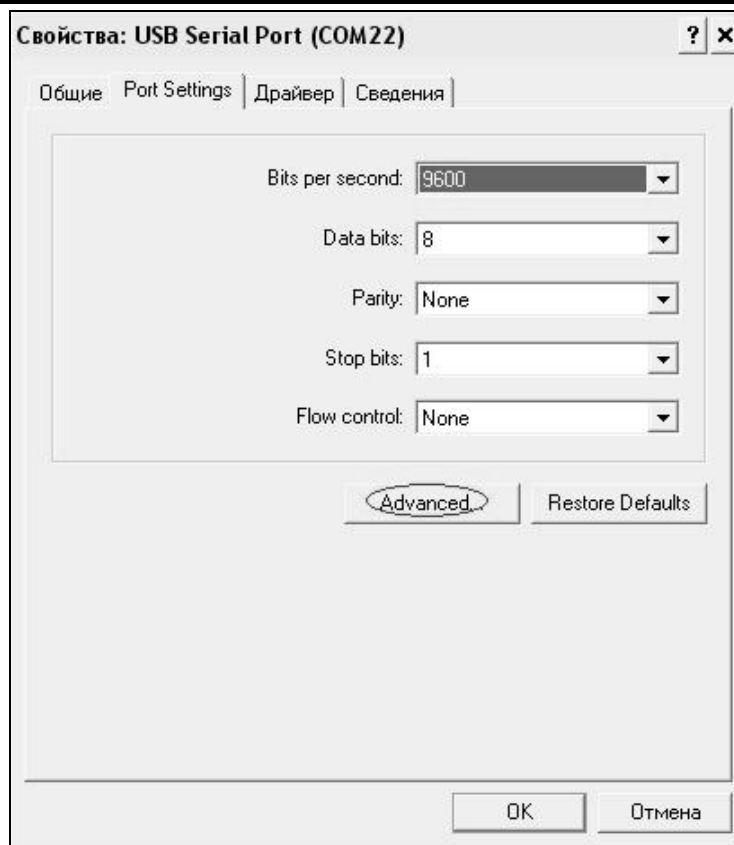 Свойства: USB Serial Port (COM22)
Общие Port Settings Драйвер Сведения
Bits per second: 9600
Data bits: 8
Parity: None
Stop bits: 1
Flow control: None
Advanced... Restore Defaults
OK Отмена